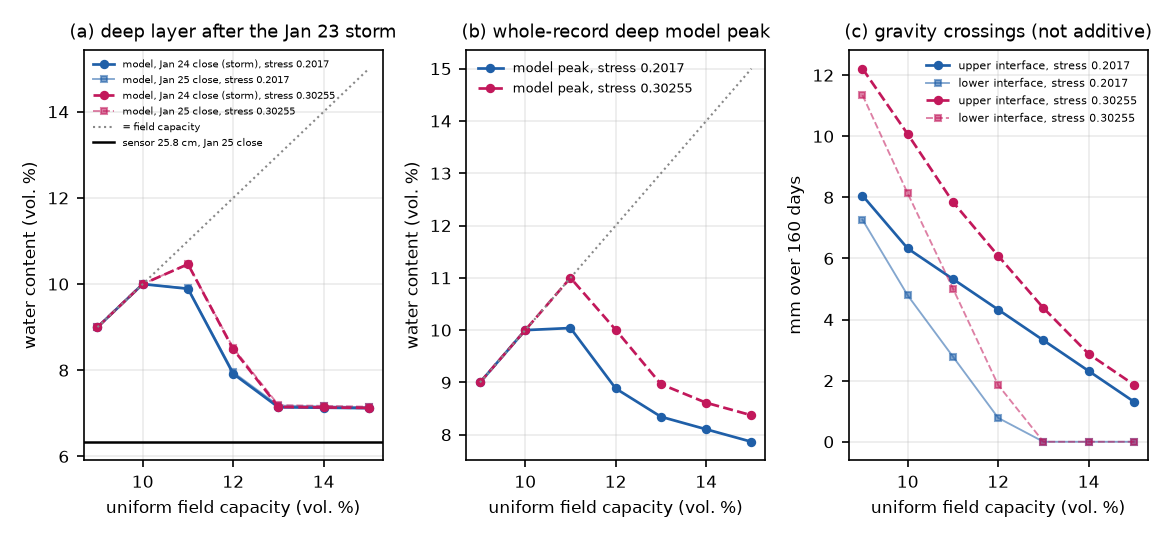 (a) deep layer after the Jan 23 storm
model, Jan 24 close (storm), stress 0.2017
model, Jan 25 close, stress 0.2017
model, Jan 24 close (storm), stress 0.30255
model, Jan 25 close, stress 0.30255
= field capacity
sensor 25.8 cm, Jan 25 close
14
12
10
8
6
water content (vol. %)
10
12
14
uniform field capacity (vol. %)
(b) whole-record deep model peak
model peak, stress 0.2017
model peak, stress 0.30255
15
14
13
12
11
10
9
8
water content (vol. %)
10
12
14
uniform field capacity (vol. %)
(c) gravity crossings (not additive)
upper interface, stress 0.2017
lower interface, stress 0.2017
upper interface, stress 0.30255
lower interface, stress 0.30255
12
10
8
6
4
2
0
mm over 160 days
10
12
14
uniform field capacity (vol. %)